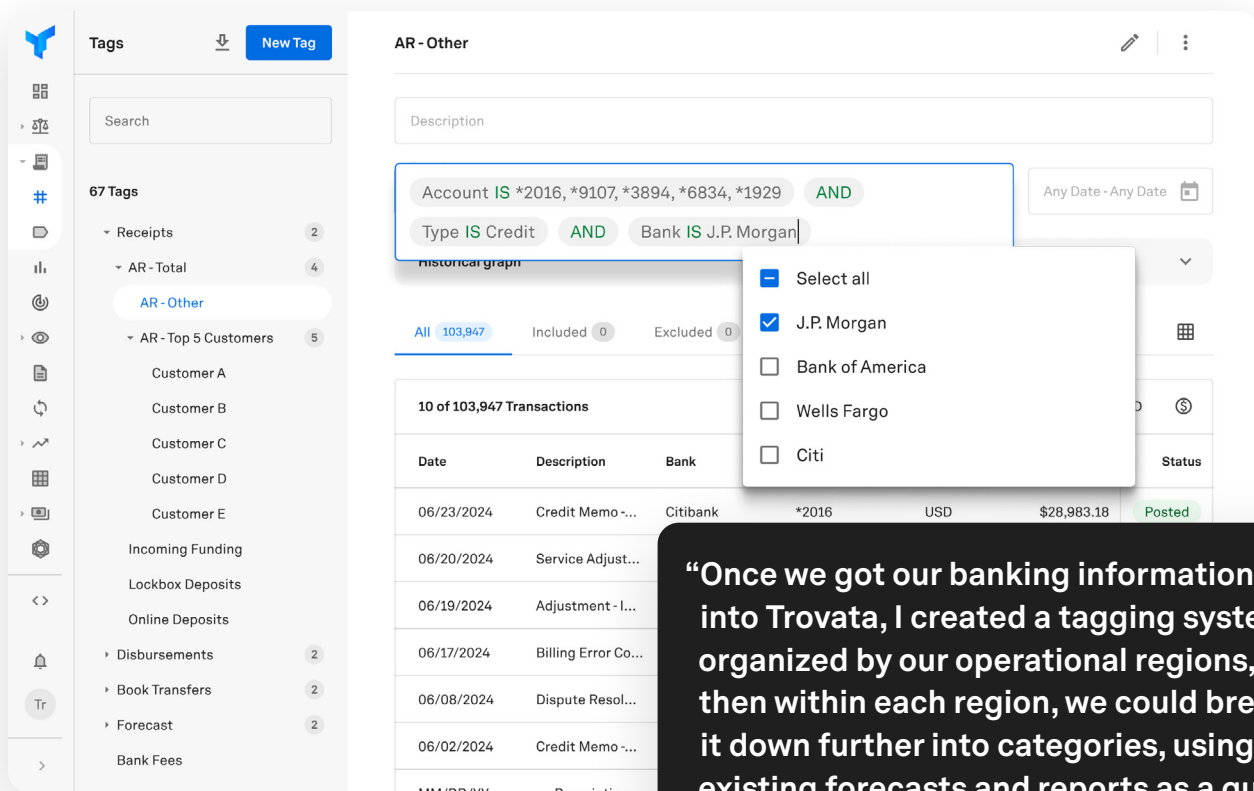 Tags
New Tag
Search
67 Tags
Receipts 2
AR - Total 4
AR - Other
AR - Top 5 Customers 5
Customer A
Customer B
Customer C
Customer D
Customer E
Incoming Funding
Lockbox Deposits
Online Deposits
Disbursements 2
Book Transfers 2
Forecast 2
Bank Fees
Tr
AR - Other
Description
Account IS *2016, *9107, *3894, *6834, *1929 AND
Type IS Credit AND Bank IS J.P. Morgan
Any Date - Any Date
Historical graph
Select all
J.P. Morgan
Bank of America
Wells Fargo
Citi
All 103,947 Included 0 Excluded 0
10 of 103,947 Transactions
Date Description Bank Status
06/23/2024 Credit Memo -... Citibank *2016 USD $28,983.18 Posted
06/20/2024 Service Adjust...
06/19/2024 Adjustment - I...
06/17/2024 Billing Error Co...
06/08/2024 Dispute Resol...
06/02/2024 Credit Memo -...
“Once we got our banking information
into Trovata, I created a tagging syste
organized by our operational regions,
then within each region, we could bre
it down further into categories, using
existing forecasts and reports as a gu